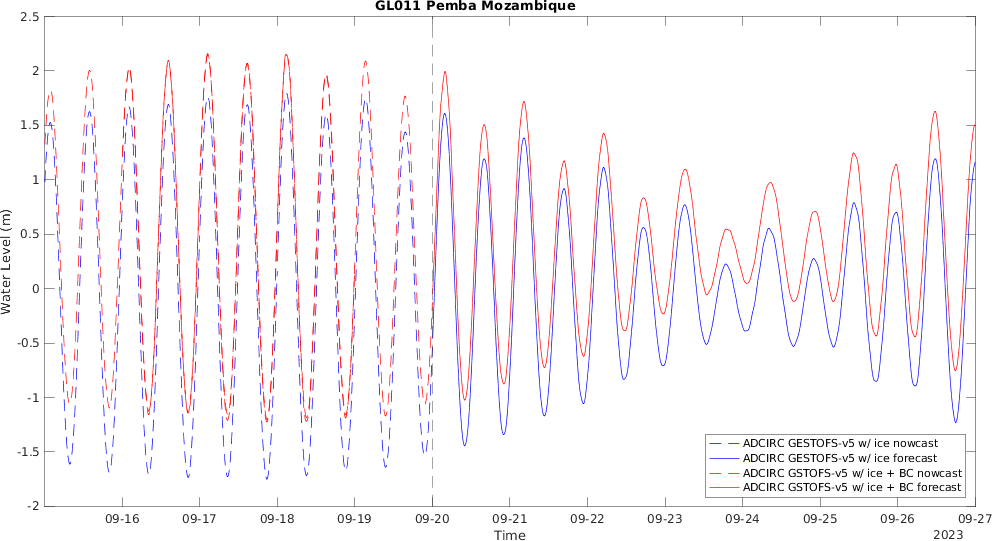 GL011 Pemba Mozambique
2.5
2
1.5
1
0.5
0
-0.5
-1
-1.5
-2
Water Level (m)
ADCIRC GESTOFS-v5 w/ ice nowcast
ADCIRC GESTOFS-v5 w/ ice forecast
ADCIRC GSTOFS-v5 w/ ice + BC nowcast
ADCIRC GSTOFS-v5 w/ ice + BC forecast
09-16 09-17 09-18 09-19 09-20 09-21 09-22 09-23 09-24 09-25 09-26 09-27
Time
2023